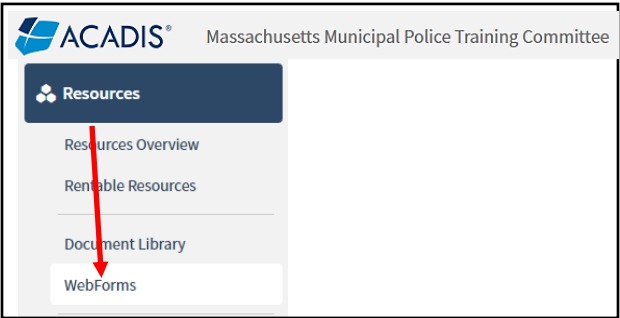 ACADIS® Massachusetts Municipal Police Training Committee
Resources
Resources Overview
Rentable Resources
Document Library
WebForms